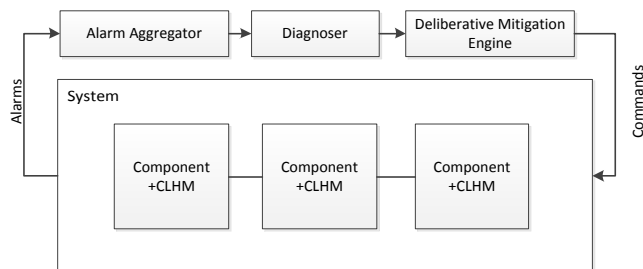 Alarm Aggregator
Diagnoser
Deliberative Mitigation
Engine
Alarms
Commands
System
Component
+CLHM
Component
+CLHM
Component
+CLHM